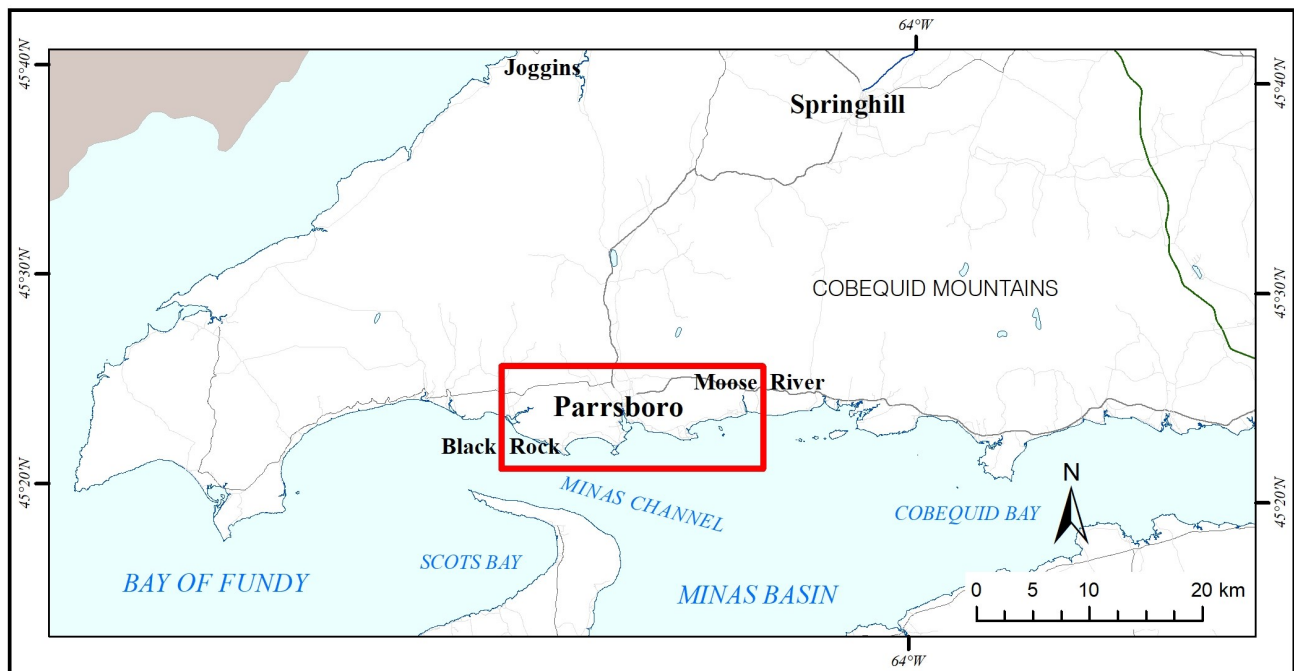 64°W
45°40'N
Joggins
45°40'N
Springhill
45°30'N
COBEQUID MOUNTAINS
45°30'N
Moose River
Parrsboro
Black Rock
45°20'N
MINAS CHANNEL
N
COBEQUID BAY
45°20'N
SCOTS BAY
BAY OF FUNDY
MINAS BASIN
0 5 10 20 km
64°W